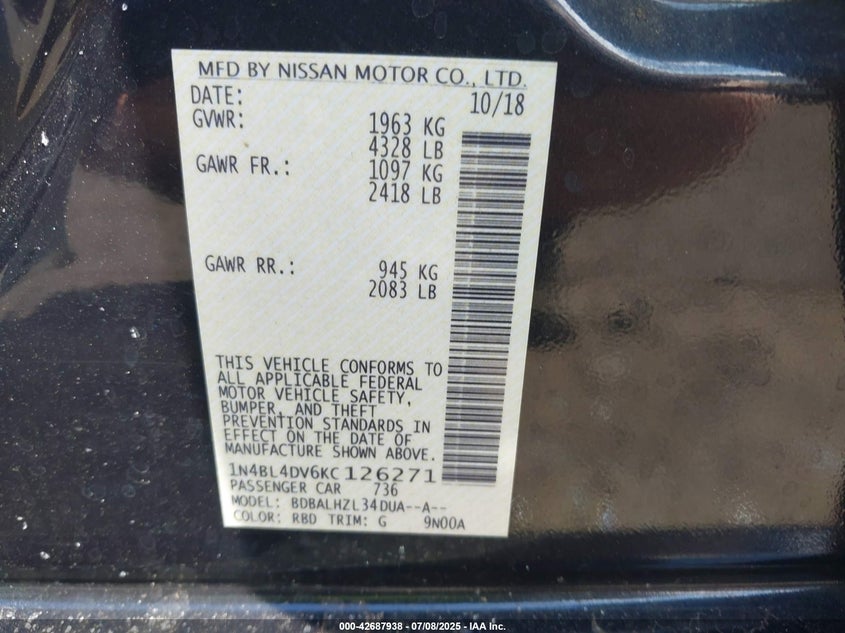 MFD BY NISSAN MOTOR CO., LTD.
DATE: 10/18
GVWR: 1963 KG
4328 LB
GAWR FR.: 1097 KG
2418 LB
GAWR RR.: 945 KG
2083 LB
THIS VEHICLE CONFORMS TO
ALL APPLICABLE FEDERAL
MOTOR VEHICLE SAFETY,
BUMPER, AND THEFT
PREVENTION STANDARDS IN
EFFECT ON THE DATE OF
MANUFACTURE SHOWN ABOVE.
1N4BL4DV6KC126271
PASSENGER CAR 736
MODEL: BDBALHZL34DUA--A--
COLOR: RBD TRIM: G 9N00A
000-42687938 - 07/08/2025 - IAA Inc.